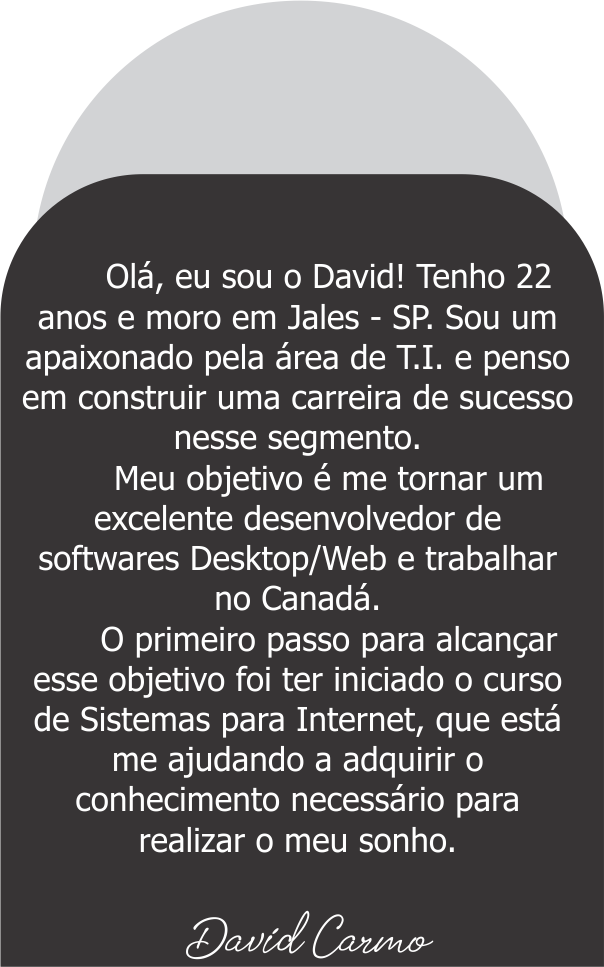 Olá, eu sou o David! Tenho 22
anos e moro em Jales - SP. Sou um
apaixonado pela área de T.I. e penso
em construir uma carreira de sucesso
nesse segmento.
Meu objetivo é me tornar um
excelente desenvolvedor de
softwares Desktop/Web e trabalhar
no Canadá.
O primeiro passo para alcançar
esse objetivo foi ter iniciado o curso
de Sistemas para Internet, que está
me ajudando a adquirir o
conhecimento necessário para
realizar o meu sonho.
David Carmo